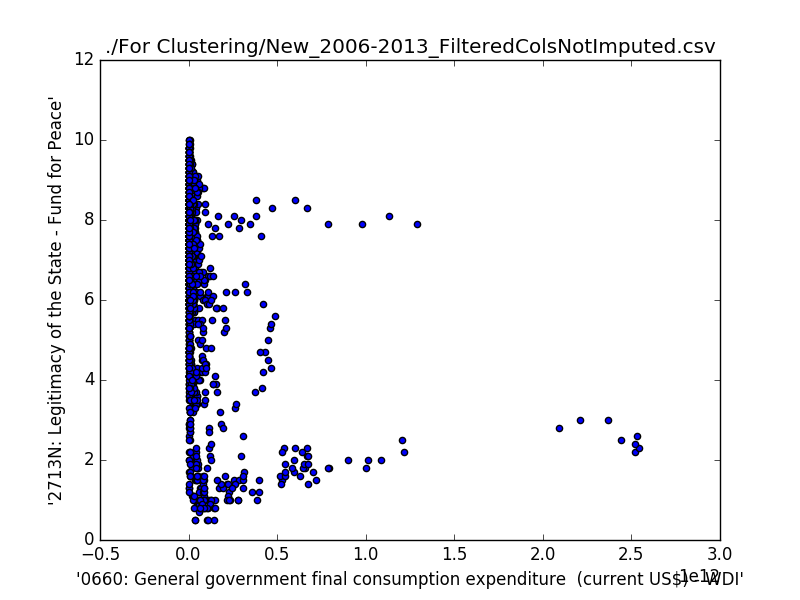 ./For Clustering/New_2006-2013_FilteredColsNotImputed.csv
12
10
8
6
4
2
0
'2713N: Legitimacy of the State - Fund for Peace'
−0.5 0.0 0.5 1.0 1.5 2.0 2.5 3.0
1e12
'0660: General government final consumption expenditure  (current US$) - WDI'